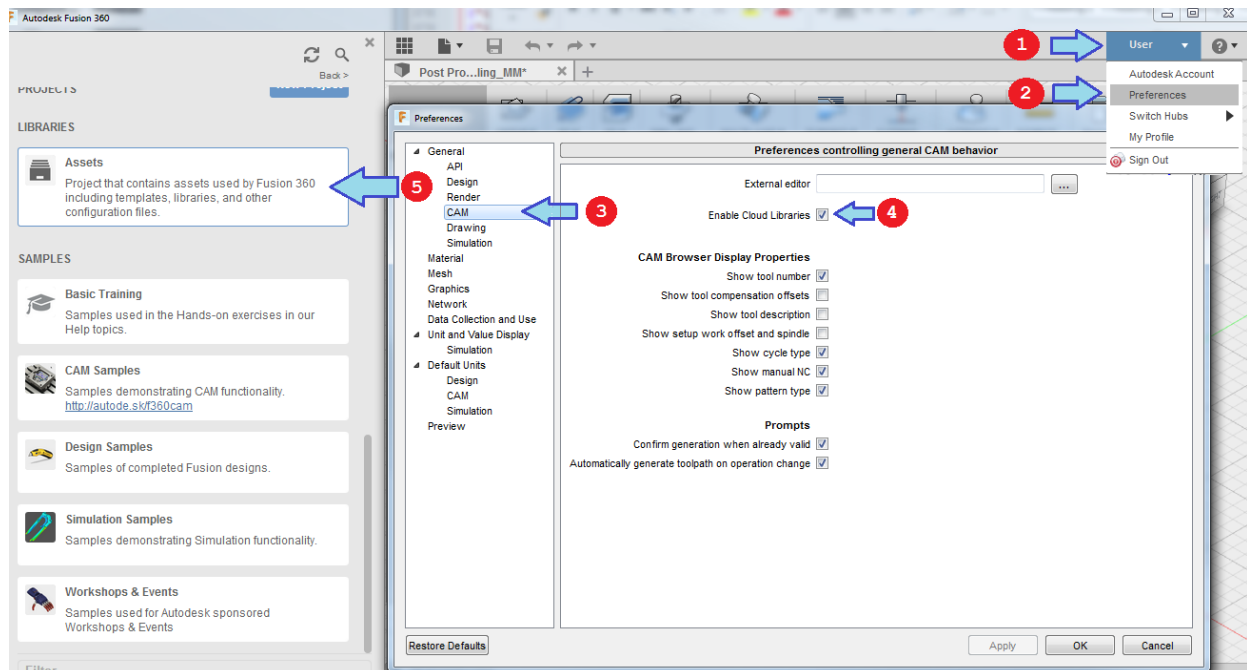 Autodesk Fusion 360
Back >
PROJECTS
New Project
LIBRARIES
Assets
Project that contains assets used by Fusion 360
including templates, libraries, and other
configuration files.
5
SAMPLES
Basic Training
Samples used in the Hands-on exercises in our
Help topics.
CAM Samples
Samples demonstrating CAM functionality.
http://autode.sk/f360cam
Design Samples
Samples of completed Fusion designs.
Simulation Samples
Samples demonstrating Simulation functionality.
Workshops & Events
Samples used for Autodesk sponsored
Workshops & Events
Filter
Post Pro...ling_MM*
1
User
2
Autodesk Account
Preferences
Switch Hubs
My Profile
Sign Out
Preferences
General
API
Design
Render
CAM
3
Drawing
Simulation
Material
Mesh
Graphics
Network
Data Collection and Use
Unit and Value Display
Simulation
Default Units
Design
CAM
Simulation
Preview
Preferences controlling general CAM behavior
External editor
...
Enable Cloud Libraries
4
CAM Browser Display Properties
Show tool number
Show tool compensation offsets
Show tool description
Show setup work offset and spindle
Show cycle type
Show manual NC
Show pattern type
Prompts
Confirm generation when already valid
Automatically generate toolpath on operation change
Restore Defaults
Apply
OK
Cancel